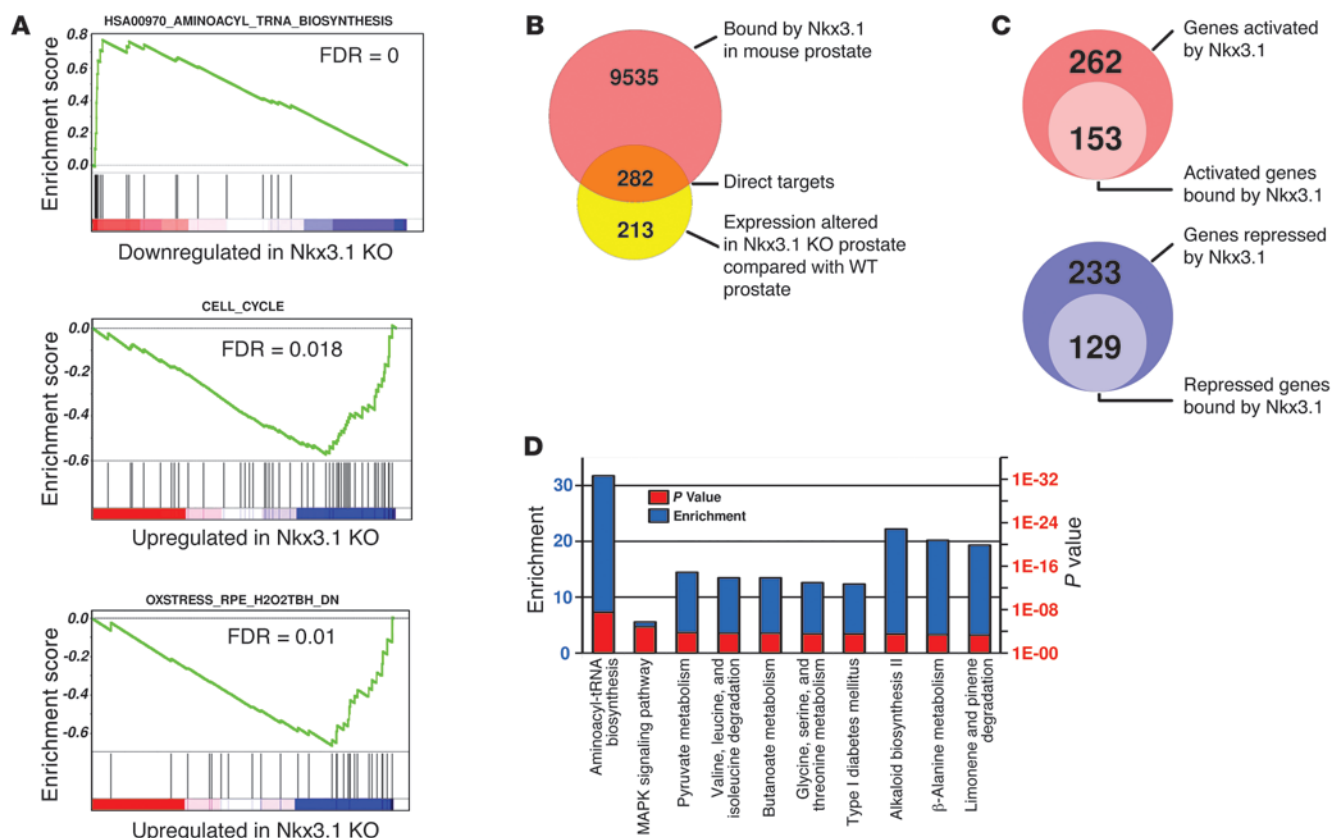 A
HSA00970_AMINOACYL_TRNA_BIOSYNTHESIS
0.8
0.6
0.4
0.2
0.0
Enrichment score
FDR = 0
Downregulated in Nkx3.1 KO
CELL_CYCLE
0.0
-0.2
-0.4
-0.6
Enrichment score
FDR = 0.018
Upregulated in Nkx3.1 KO
OXSTRESS_RPE_H2O2TBH_DN
0.0
-0.2
-0.4
-0.6
Enrichment score
FDR = 0.01
Upregulated in Nkx3.1 KO
B
9535
282
213
Bound by Nkx3.1
in mouse prostate
Direct targets
Expression altered
in Nkx3.1 KO prostate
compared with WT
prostate
C
262
153
Genes activated
by Nkx3.1
Activated genes
bound by Nkx3.1
233
129
Genes repressed
by Nkx3.1
Repressed genes
bound by Nkx3.1
D
30
20
10
0
Enrichment
P Value
Enrichment
1E-32
1E-24
1E-16
1E-08
1E-00
P value
Aminoacyl-tRNA
biosynthesis
MAPK signaling pathway
Pyruvate metabolism
Valine, leucine, and
isoleucine degradation
Butanoate metabolism
Glycine, serine, and
threonine metabolism
Type I diabetes mellitus
Alkaloid biosynthesis II
β-Alanine metabolism
Limonene and pinene
degradation